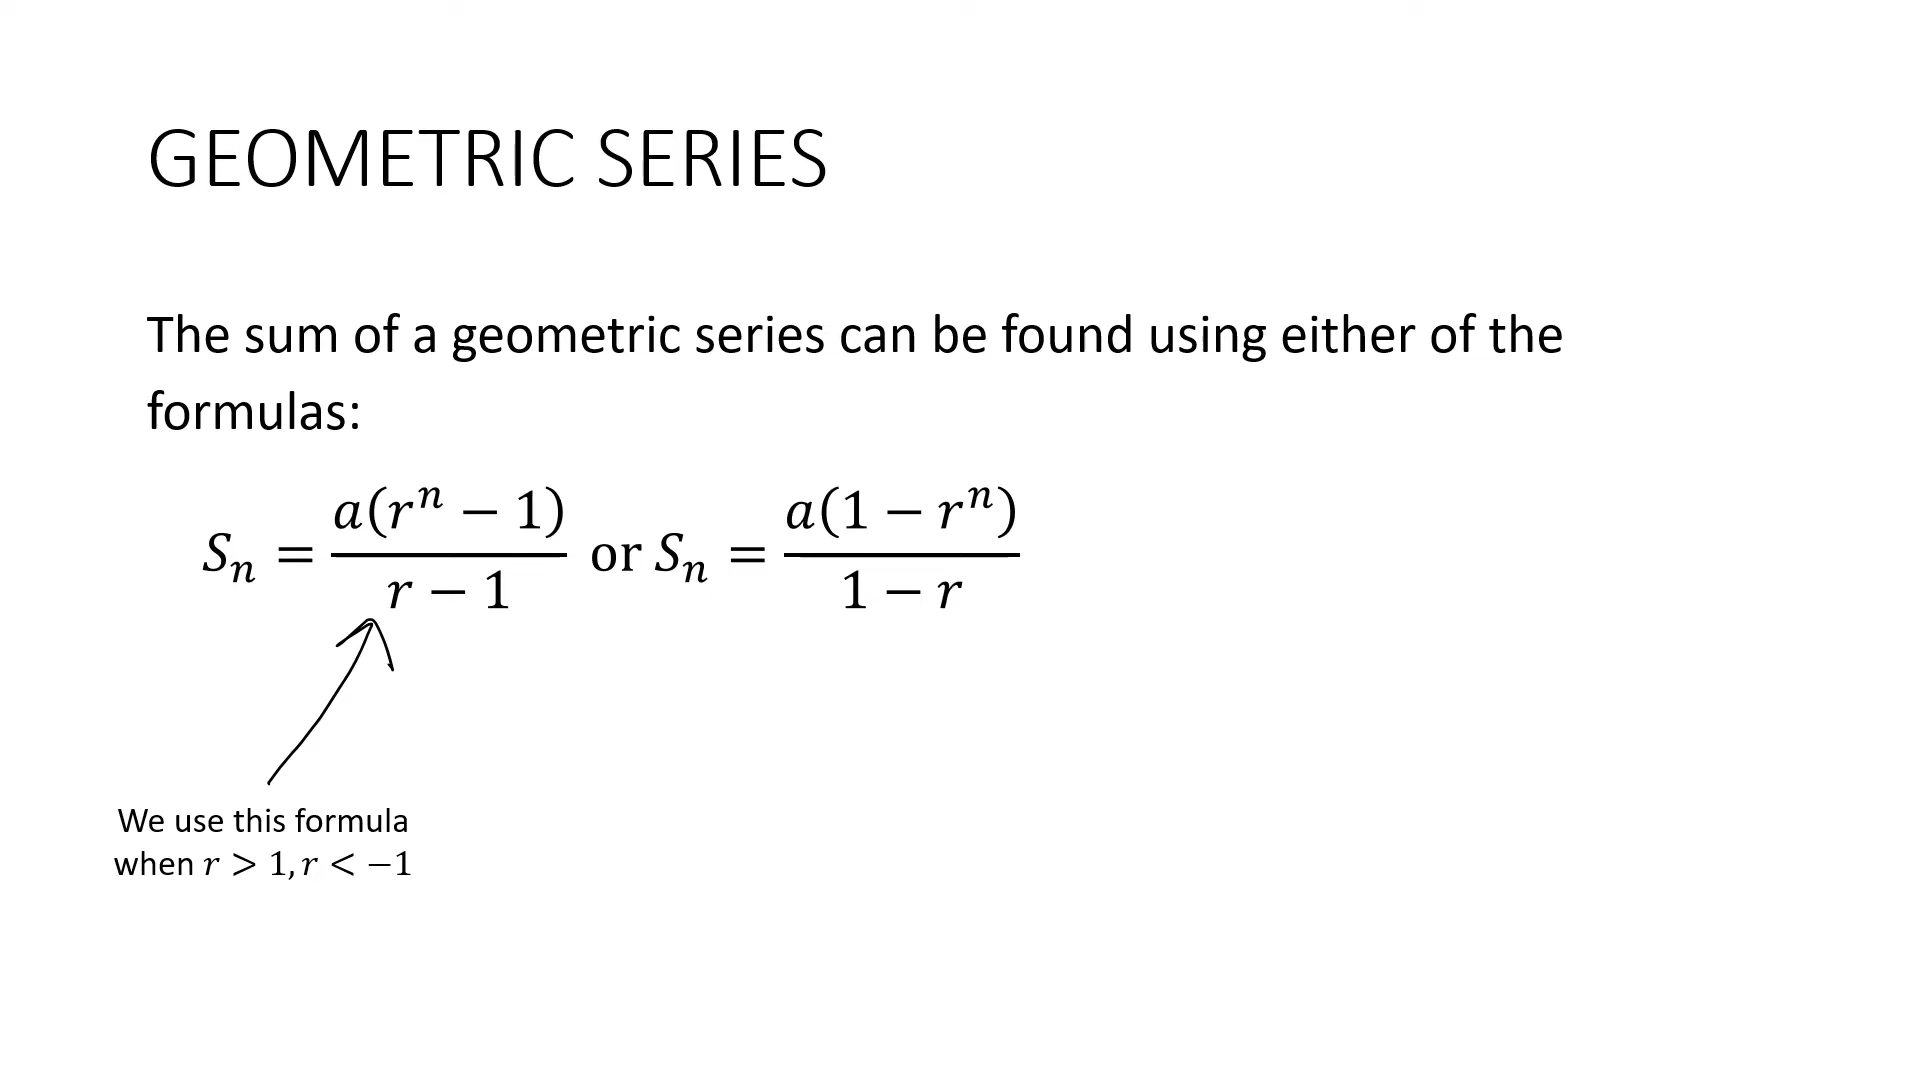 GEOMETRIC SERIES
The sum of a geometric series can be found using either of the
formulas:
$S_n = \frac{a(r^n - 1)}{r - 1}$ or $S_n = \frac{a(1 - r^n)}{1 - r}$
We use this formula
when $r > 1, r < -1$